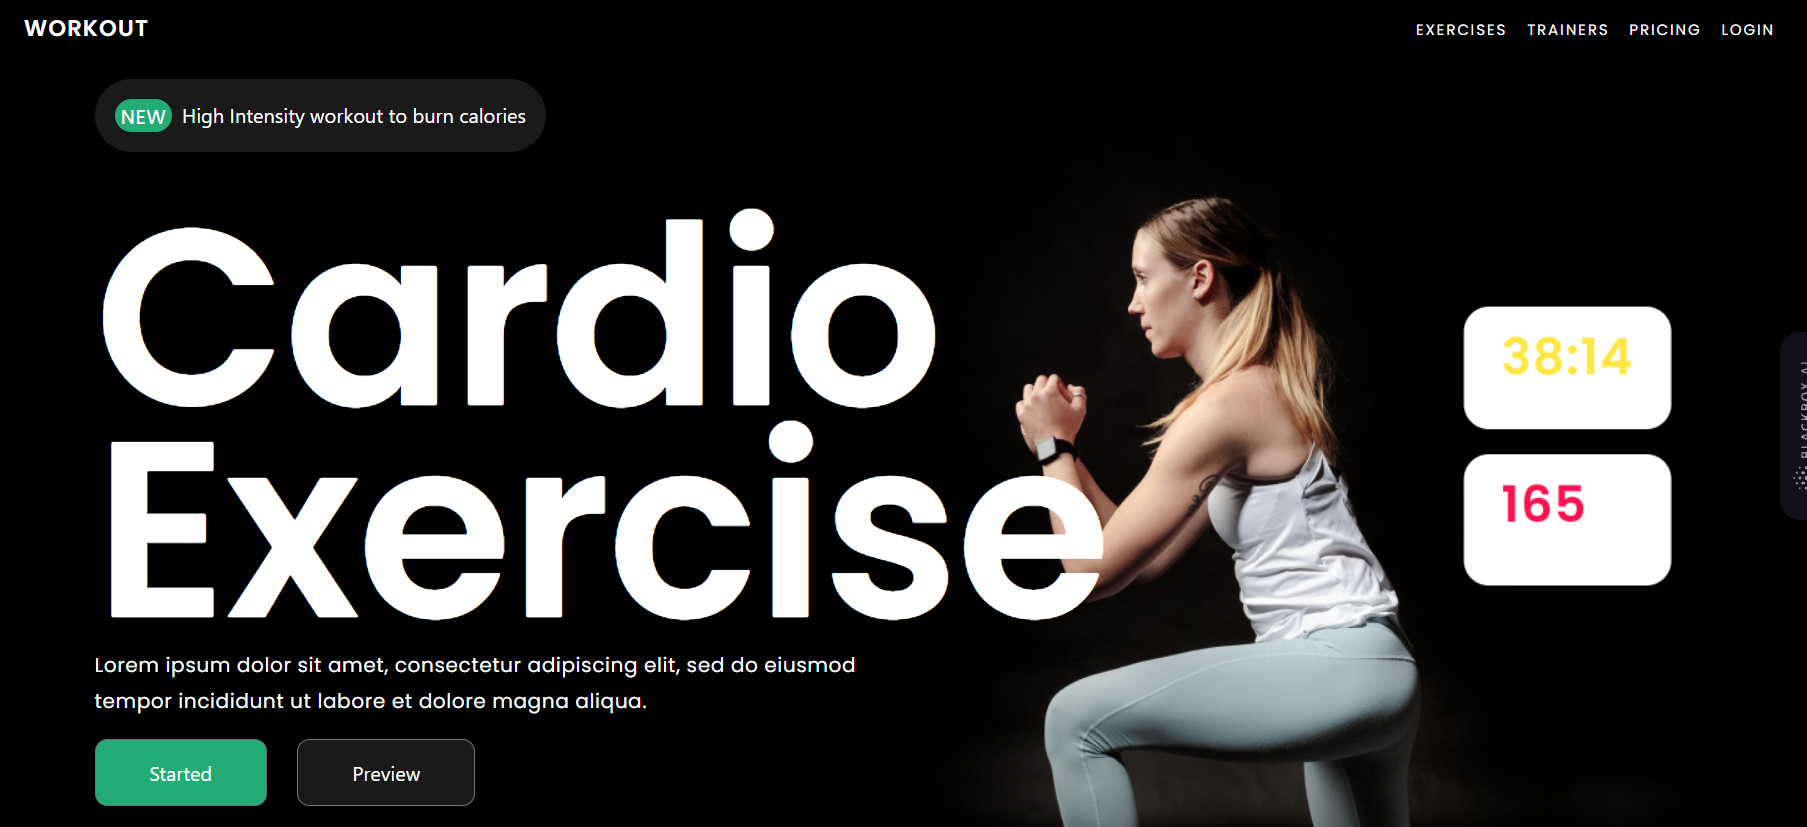 WORKOUT
EXERCISES TRAINERS PRICING LOGIN
NEW High Intensity workout to burn calories
Cardio
Exercise
38:14
165
BLACKBOX AI
Lorem ipsum dolor sit amet, consectetur adipiscing elit, sed do eiusmod
tempor incididunt ut labore et dolore magna aliqua.
Started
Preview